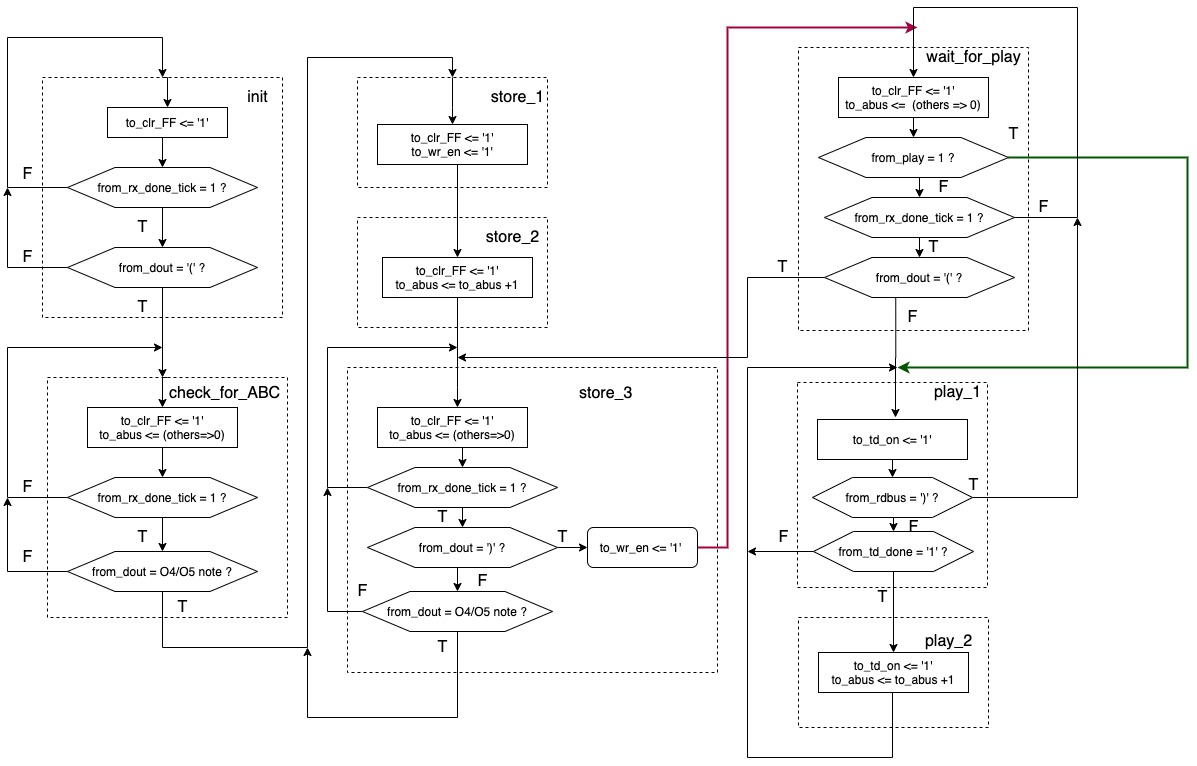 init
to_clr_FF <= '1'
from_rx_done_tick = 1 ?
F
T
from_dout = '(' ?
F
T
check_for_ABC
to_clr_FF <= '1'
to_abus <= (others=>0)
from_rx_done_tick = 1 ?
F
T
from_dout = O4/O5 note ?
F
T
store_1
to_clr_FF <= '1'
to_wr_en <= '1'
store_2
to_clr_FF <= '1'
to_abus <= to_abus +1
store_3
to_clr_FF <= '1'
to_abus <= (others=>0)
from_rx_done_tick = 1 ?
T
from_dout = ')' ?
T
to_wr_en <= '1'
F
F
from_dout = O4/O5 note ?
T
wait_for_play
to_clr_FF <= '1'
to_abus <= (others => 0)
T
from_play = 1 ?
F
from_rx_done_tick = 1 ?
F
T
from_dout = '(' ?
T
F
play_1
to_td_on <= '1'
from_rdbus = ')' ?
T
F
from_td_done = '1' ?
F
T
play_2
to_td_on <= '1'
to_abus <= to_abus +1